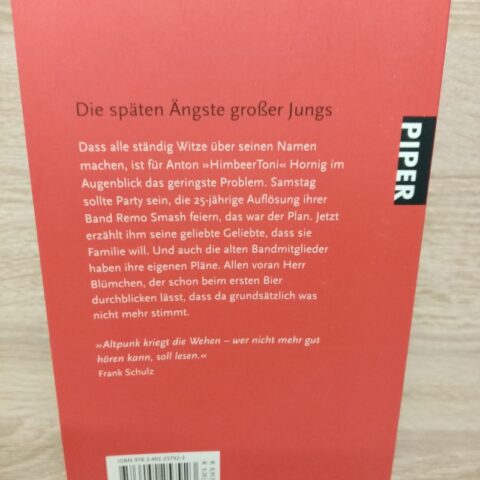 Die späten Ängste großer Jungs
Dass alle ständig Witze über seinen Namen
machen, ist für Anton »HimbeerToni« Hornig im
Augenblick das geringste Problem. Samstag
sollte Party sein, die 25-jährige Auflösung ihrer
Band Remo Smash feiern, das war der Plan. Jetzt
erzählt ihm seine geliebte Geliebte, dass sie
Familie will. Und auch die alten Bandmitglieder
haben ihre eigenen Pläne. Allen voran Herr
Blümchen, der schon beim ersten Bier
durchblicken lässt, dass da grundsätzlich was
nicht mehr stimmt.
»Altpunk kriegt die Wehen – wer nicht mehr gut
hören kann, soll lesen.«
Frank Schulz
PIPER